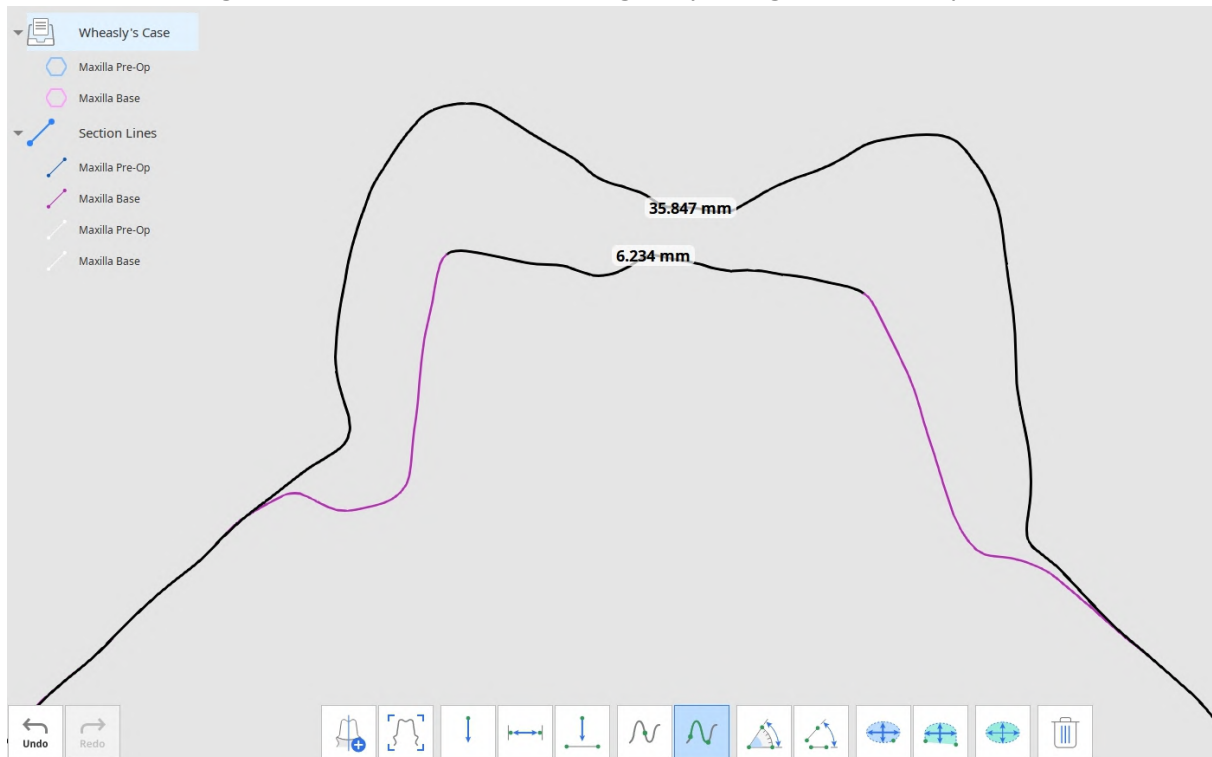 Wheasly's Case
Maxilla Pre-Op
Maxilla Base
Section Lines
Maxilla Pre-Op
Maxilla Base
Maxilla Pre-Op
Maxilla Base
35.847 mm
6.234 mm
Undo
Redo